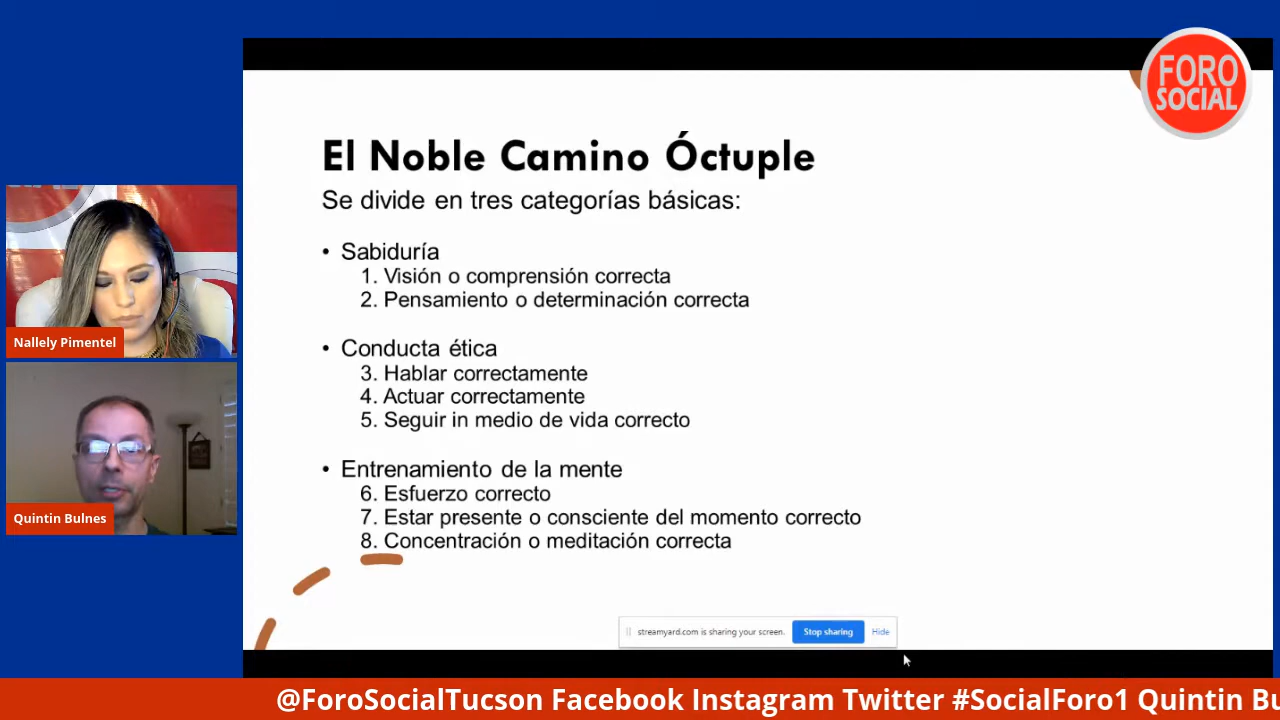 FORO
SOCIAL
El Noble Camino Óctuple
Se divide en tres categorías básicas:
• Sabiduría
1. Visión o comprensión correcta
2. Pensamiento o determinación correcta
• Conducta ética
3. Hablar correctamente
4. Actuar correctamente
5. Seguir in medio de vida correcto
• Entrenamiento de la mente
6. Esfuerzo correcto
7. Estar presente o consciente del momento correcto
8. Concentración o meditación correcta
Nallely Pimentel
Quintin Bulnes
streamyard.com is sharing your screen. Stop sharing Hide
@ForoSocialTucson Facebook Instagram Twitter #SocialForo1 Quintin Bu